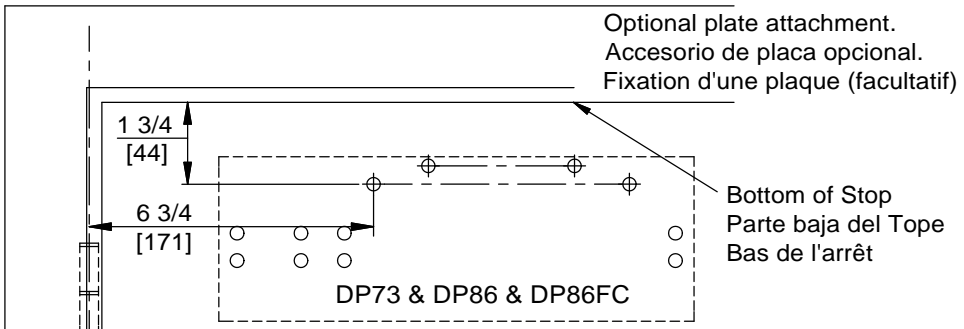 Optional plate attachment.
Accesorio de placa opcional.
Fixation d'une plaque (facultatif)
1 3/4
[44]
6 3/4
[171]
Bottom of Stop
Parte baja del Tope
Bas de l'arrêt
DP73 & DP86 & DP86FC